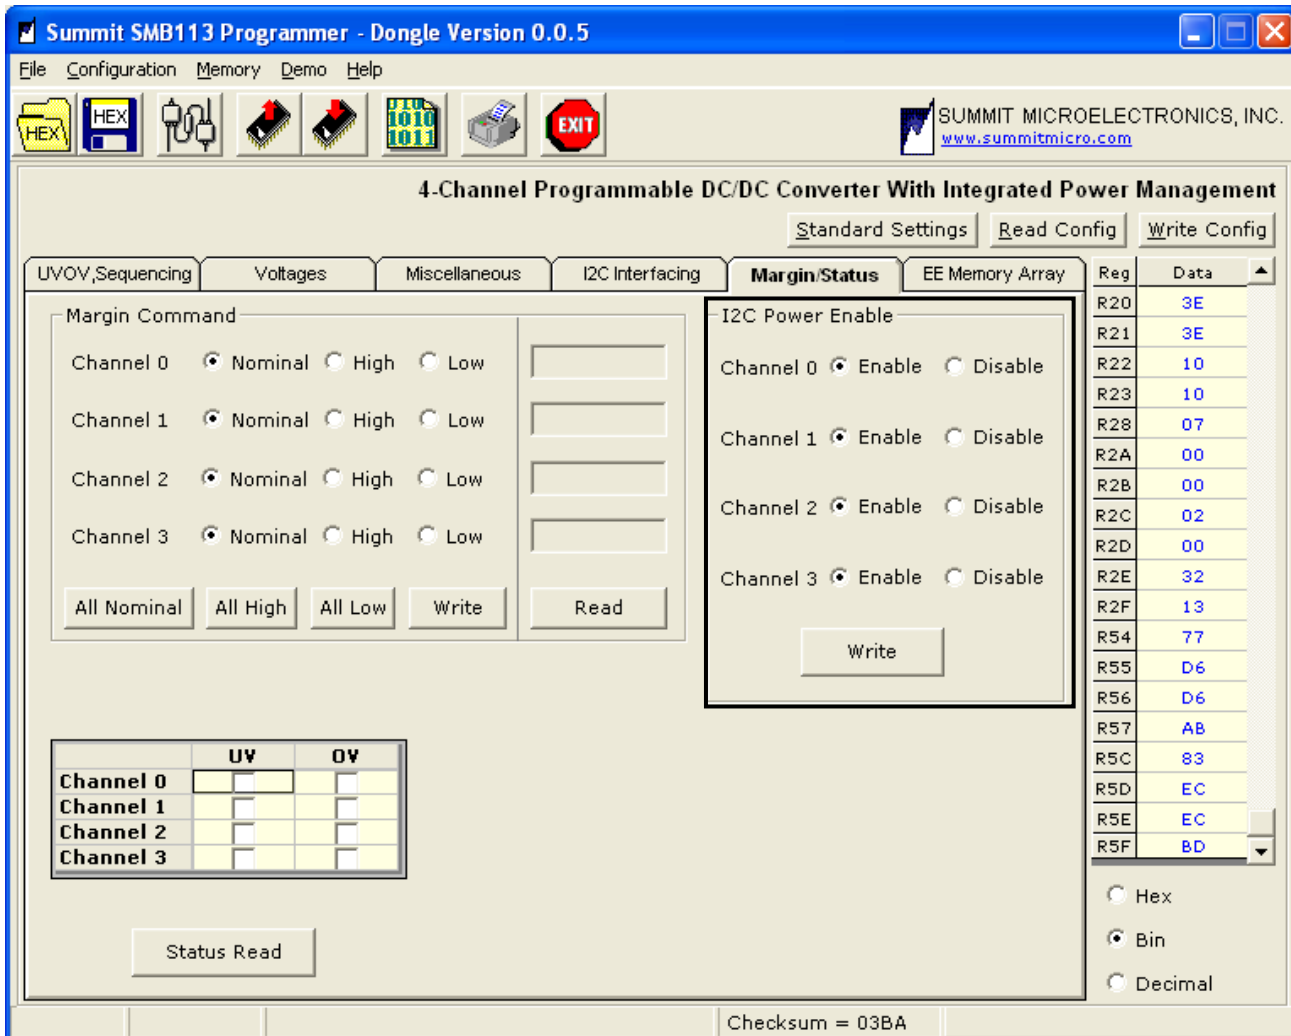 Summit SMB113 Programmer - Dongle Version 0.0.5
File Configuration Memory Demo Help
HEX HEX 010 1010 1011 EXIT
SUMMIT MICROELECTRONICS, INC.
www.summitmicro.com
4-Channel Programmable DC/DC Converter With Integrated Power Management
Standard Settings Read Config Write Config
UVOV,Sequencing Voltages Miscellaneous I2C Interfacing Margin/Status EE Memory Array
Margin Command
Channel 0 Nominal High Low
Channel 1 Nominal High Low
Channel 2 Nominal High Low
Channel 3 Nominal High Low
All Nominal All High All Low Write Read
I2C Power Enable
Channel 0 Enable Disable
Channel 1 Enable Disable
Channel 2 Enable Disable
Channel 3 Enable Disable
Write
UV OV
Channel 0
Channel 1
Channel 2
Channel 3
Status Read
Reg Data
R20 3E
R21 3E
R22 10
R23 10
R28 07
R2A 00
R2B 00
R2C 02
R2D 00
R2E 32
R2F 13
R54 77
R55 D6
R56 D6
R57 AB
R5C 83
R5D EC
R5E EC
R5F BD
Hex
Bin
Decimal
Checksum = 03BA